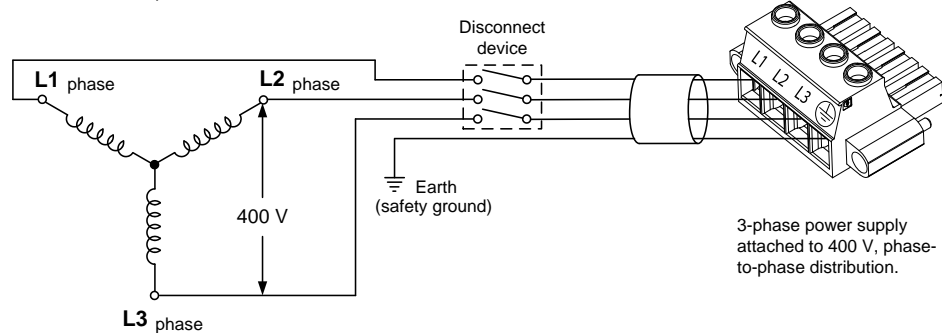 Disconnect
device
L1 phase
L2 phase
L1 L2 L3
400 V
Earth
(safety ground)
3-phase power supply
attached to 400 V, phase-
to-phase distribution.
L3 phase